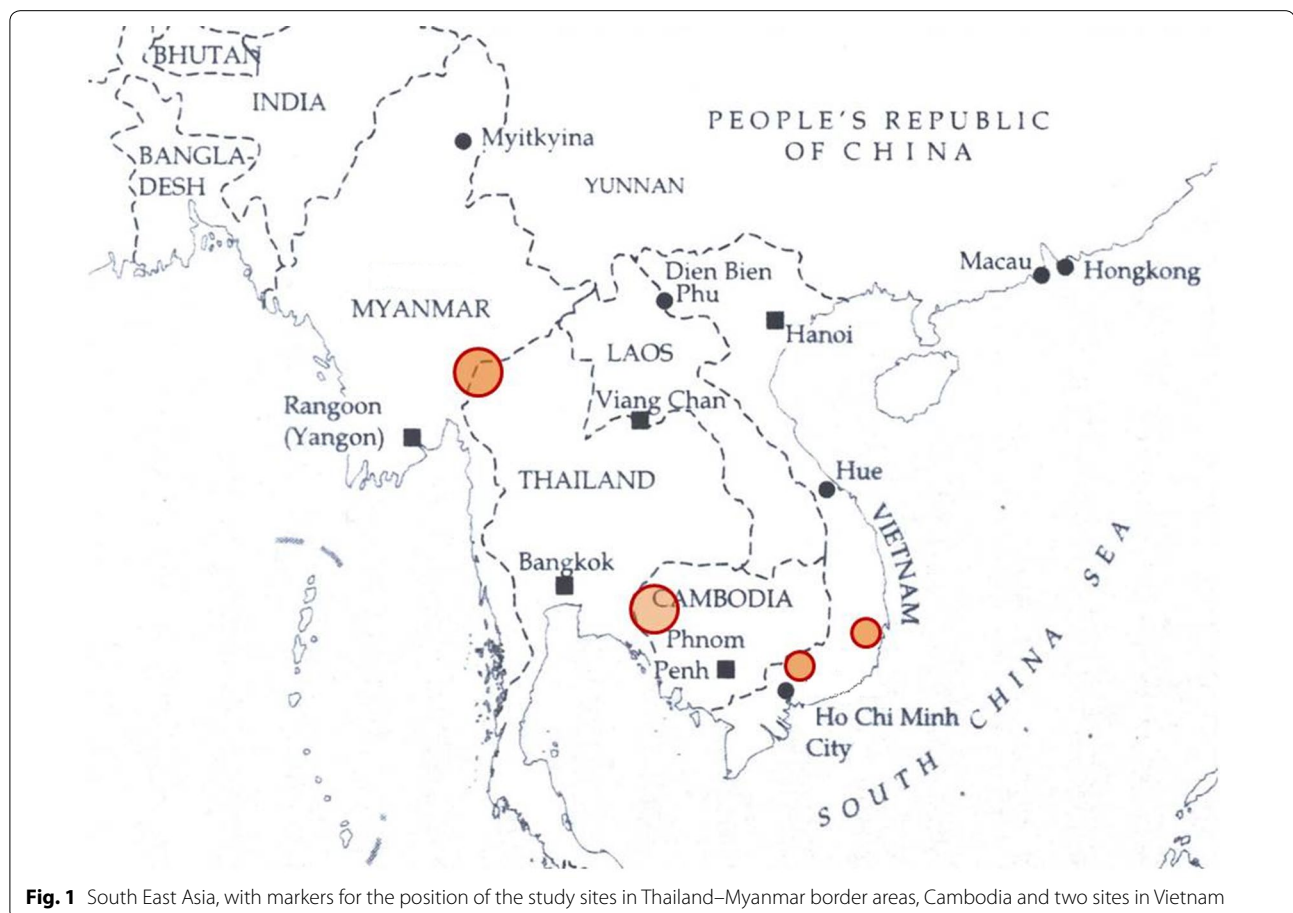 BHUTAN
INDIA
Myitkyina
PEOPLE'S REPUBLIC
OF CHINA
BANGLA-
DESH
YUNNAN
Macau
Hongkong
Dien Bien
Phu
MYANMAR
Hanoi
LAOS
Rangoon
(Yangon)
Viang Chan
THAILAND
Hue
VIETNAM
Bangkok
CAMBODIA
Phnom
Penh
Ho Chi Minh
City
SOUTH CHINA SEA
Fig. 1 South East Asia, with markers for the position of the study sites in Thailand–Myanmar border areas, Cambodia and two sites in Vietnam